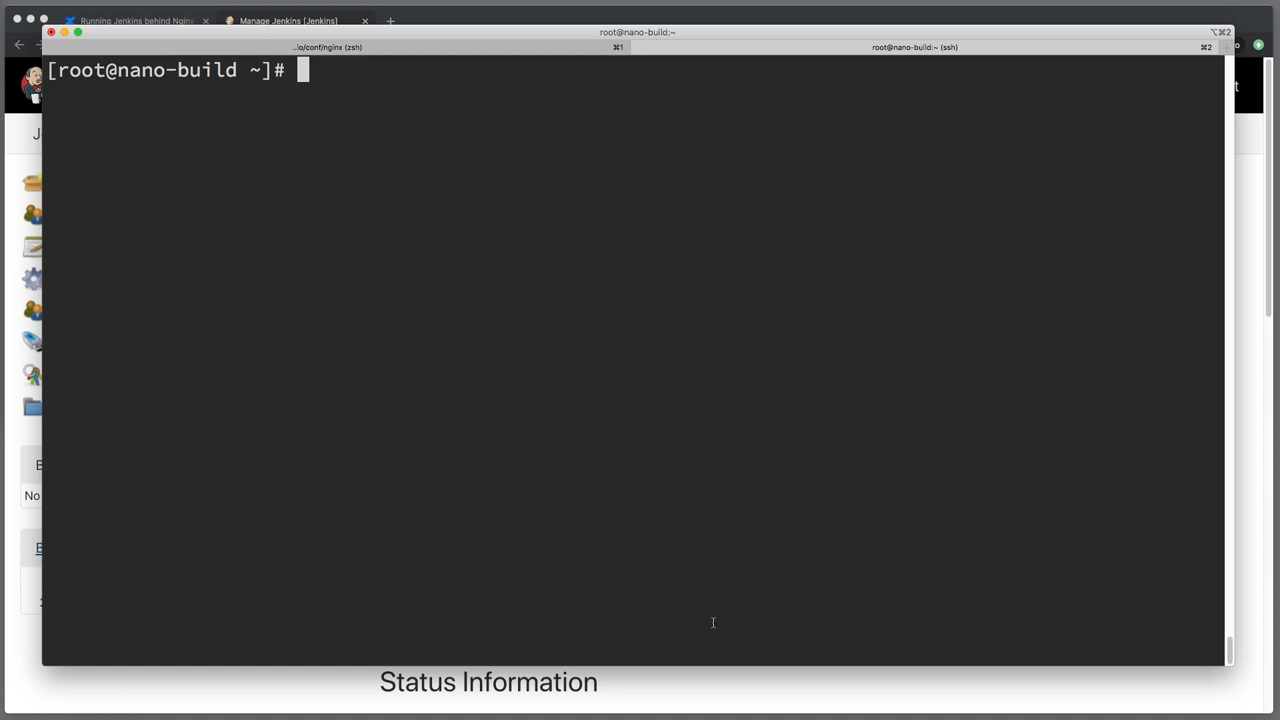 Running Jenkins behind Nginx
Manage Jenkins [Jenkins]
root@nano-build:~
⌥⌘2
..io/conf/nginx (zsh)
⌘1
root@nano-build:~ (ssh)
⌘2
[root@nano-build ~]#
No
Status Information